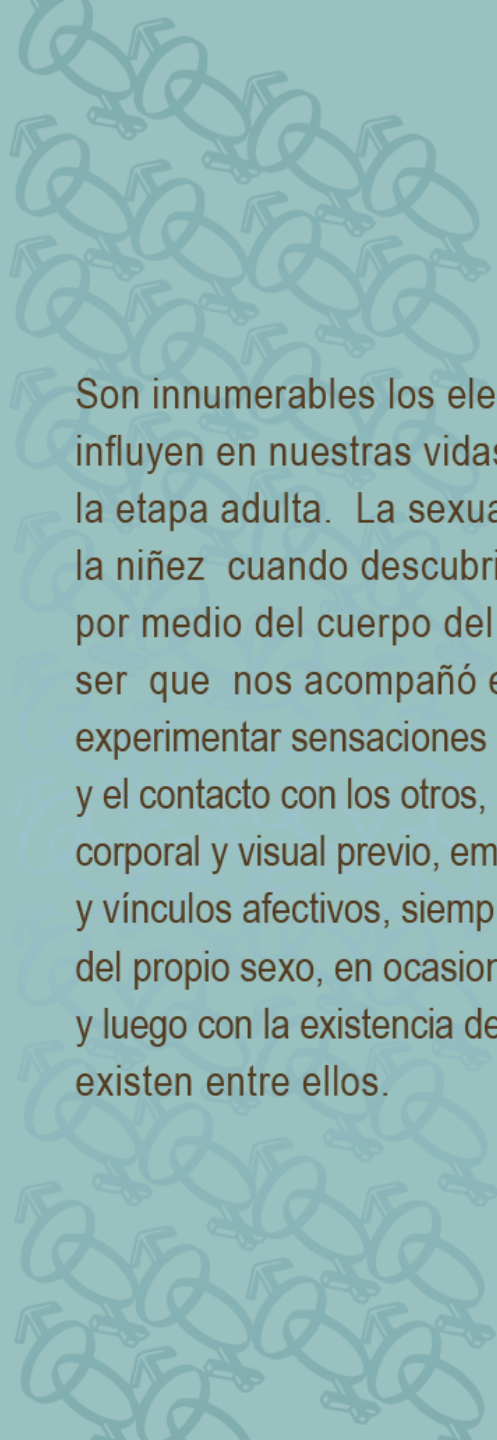 Son innumerables los ele
influyen en nuestras vidas
la etapa adulta. La sexua
la niñez cuando descubri
por medio del cuerpo del
ser que nos acompañó e
experimentar sensaciones
y el contacto con los otros,
corporal y visual previo, em
y vínculos afectivos, siemp
del propio sexo, en ocasion
y luego con la existencia de
existen entre ellos.